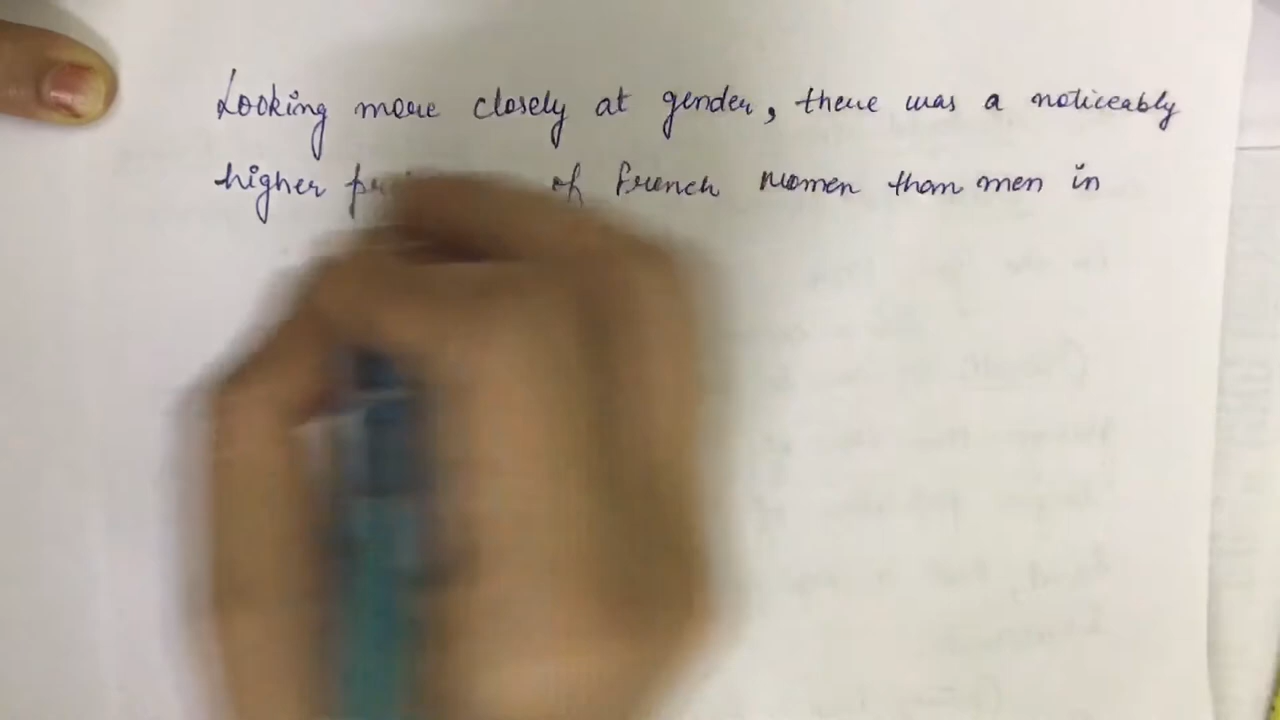 Looking more closely at gender, there was a noticeably
higher of French women than men in